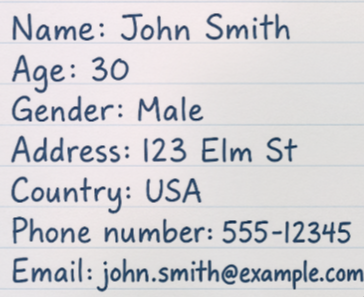 Name: John Smith
Age: 30
Gender: Male
Address: 123 Elm St
Country: USA
Phone number: 555-12345
Email: john.smith@example.com